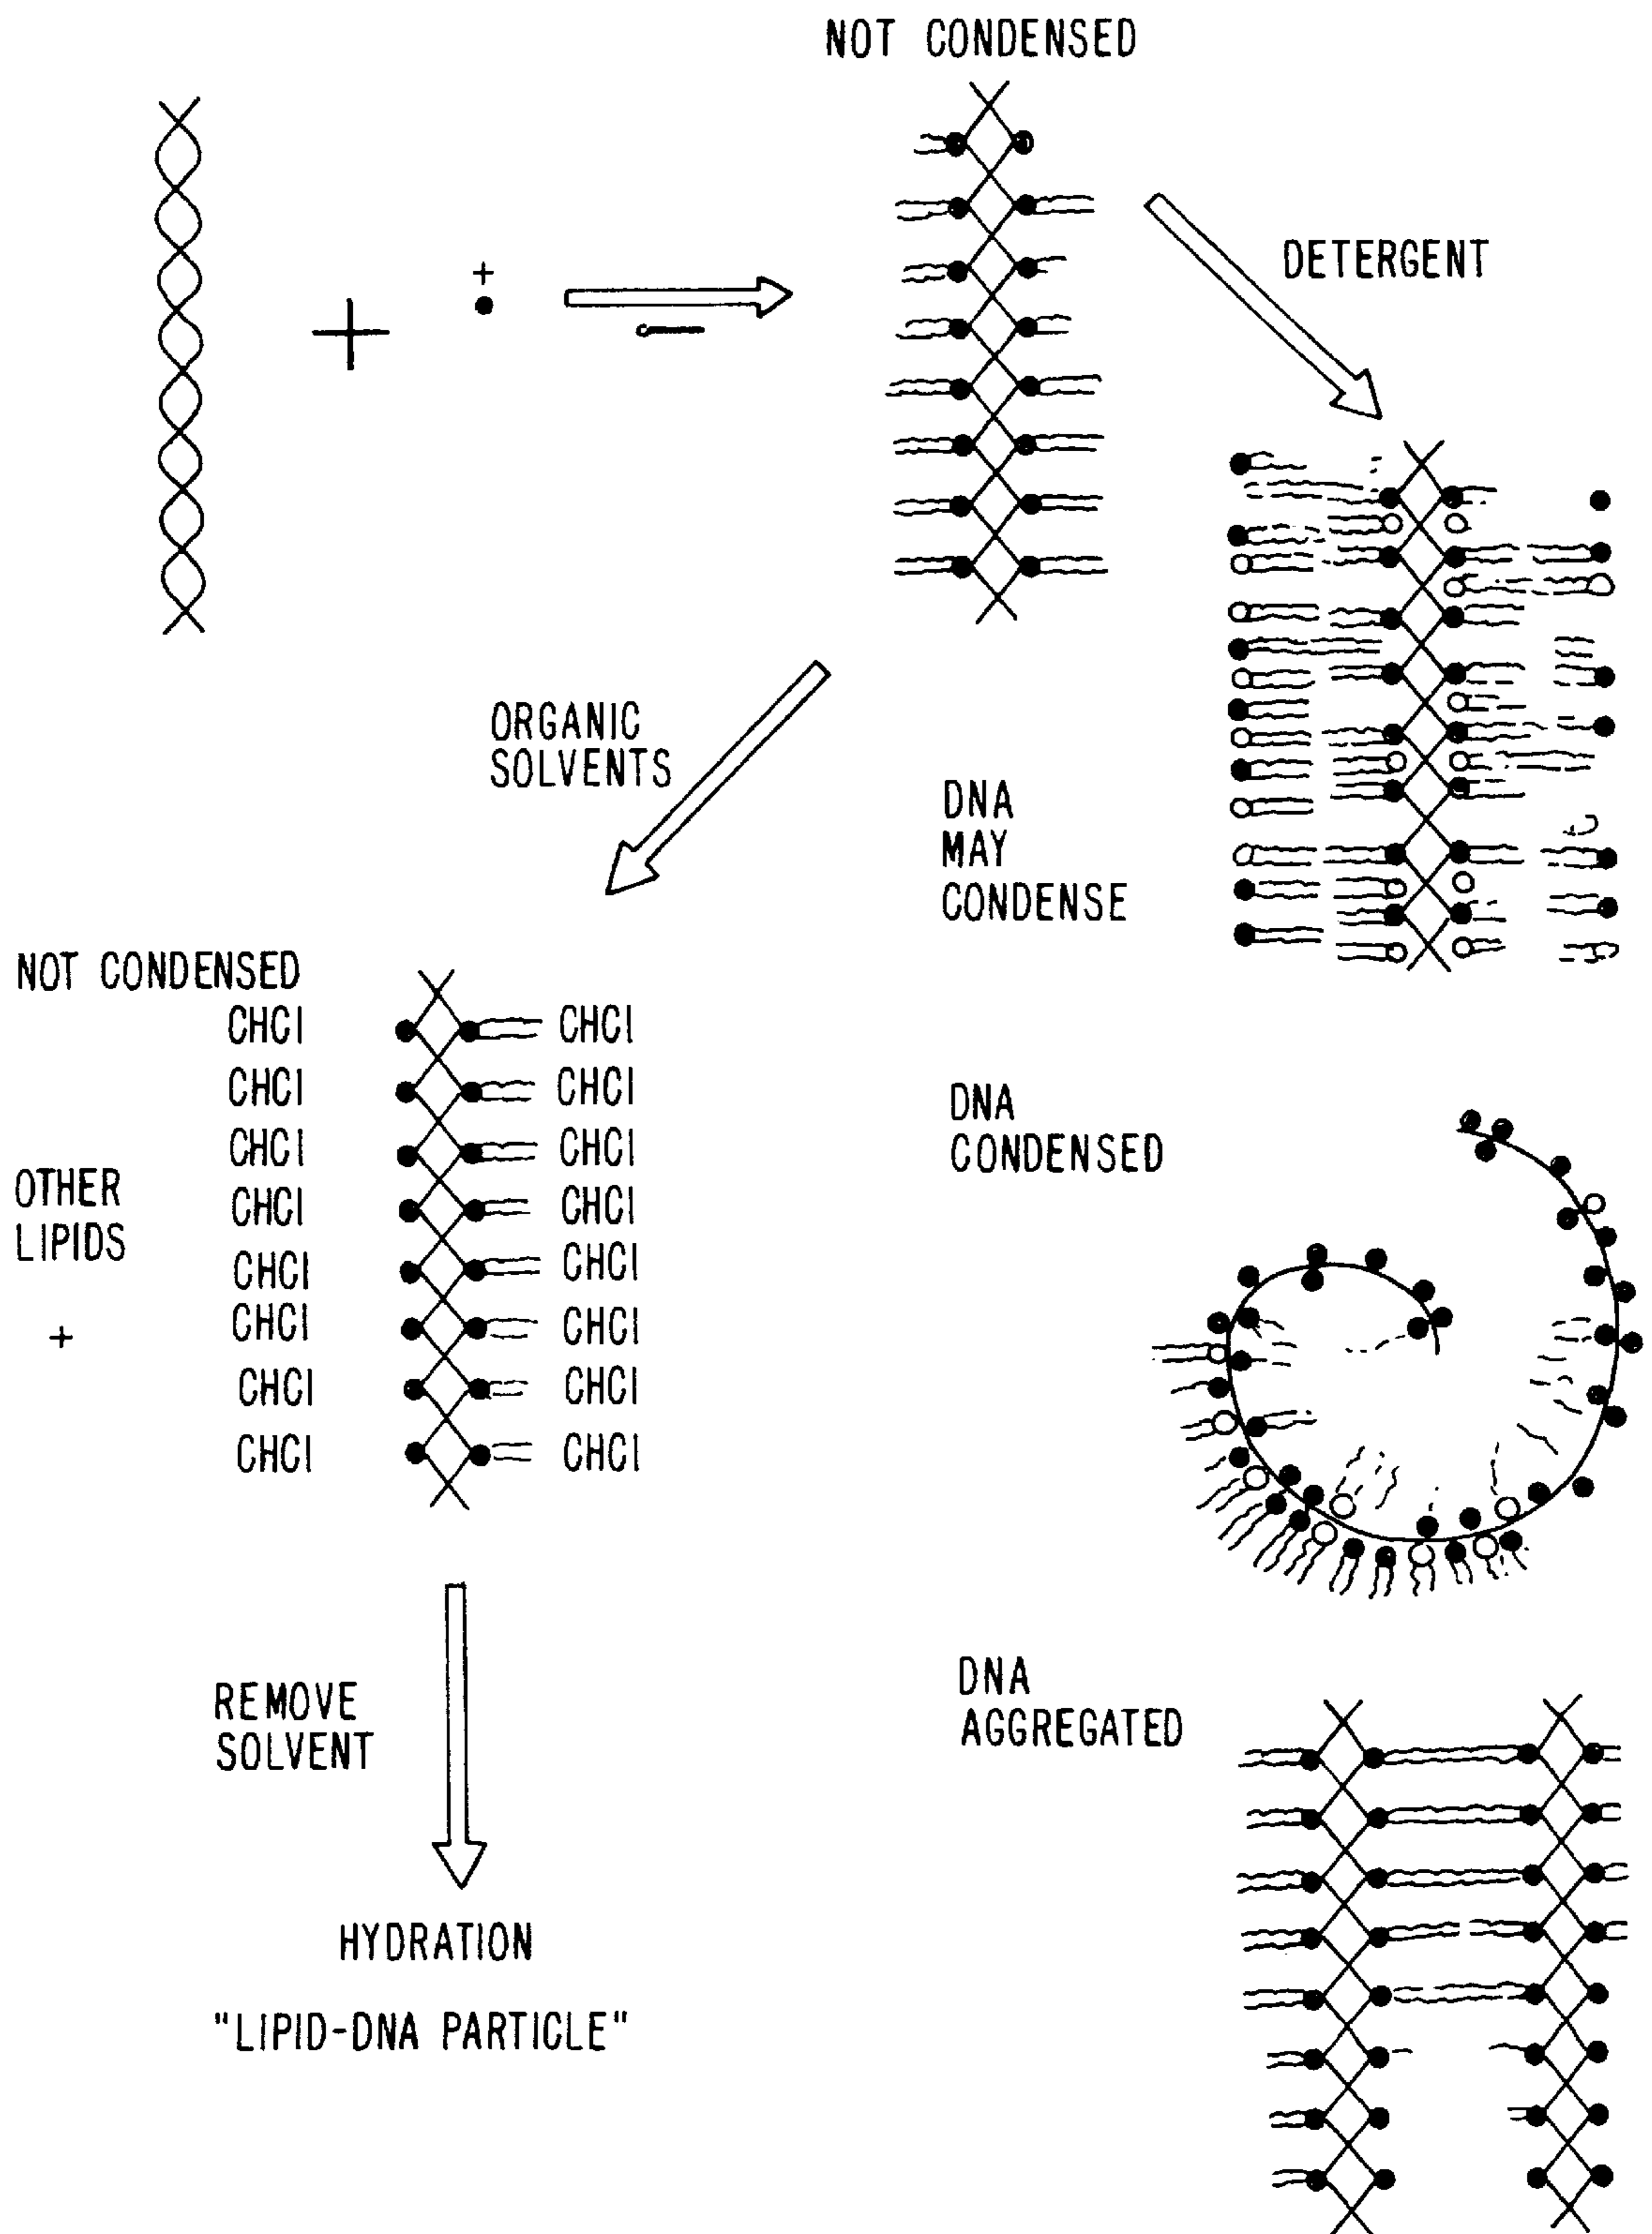 NOT CONDENSED
+
+
DETERGENT
ORGANIC
SOLVENTS
DNA
MAY
CONDENSE
NOT CONDENSED
CHCl CHCl
CHCl CHCl
CHCl CHCl
CHCl CHCl
CHCl CHCl
CHCl CHCl
CHCl CHCl
CHCl CHCl
OTHER
LIPIDS
+
DNA
CONDENSED
REMOVE
SOLVENT
DNA
AGGREGATED
HYDRATION
"LIPID-DNA PARTICLE"